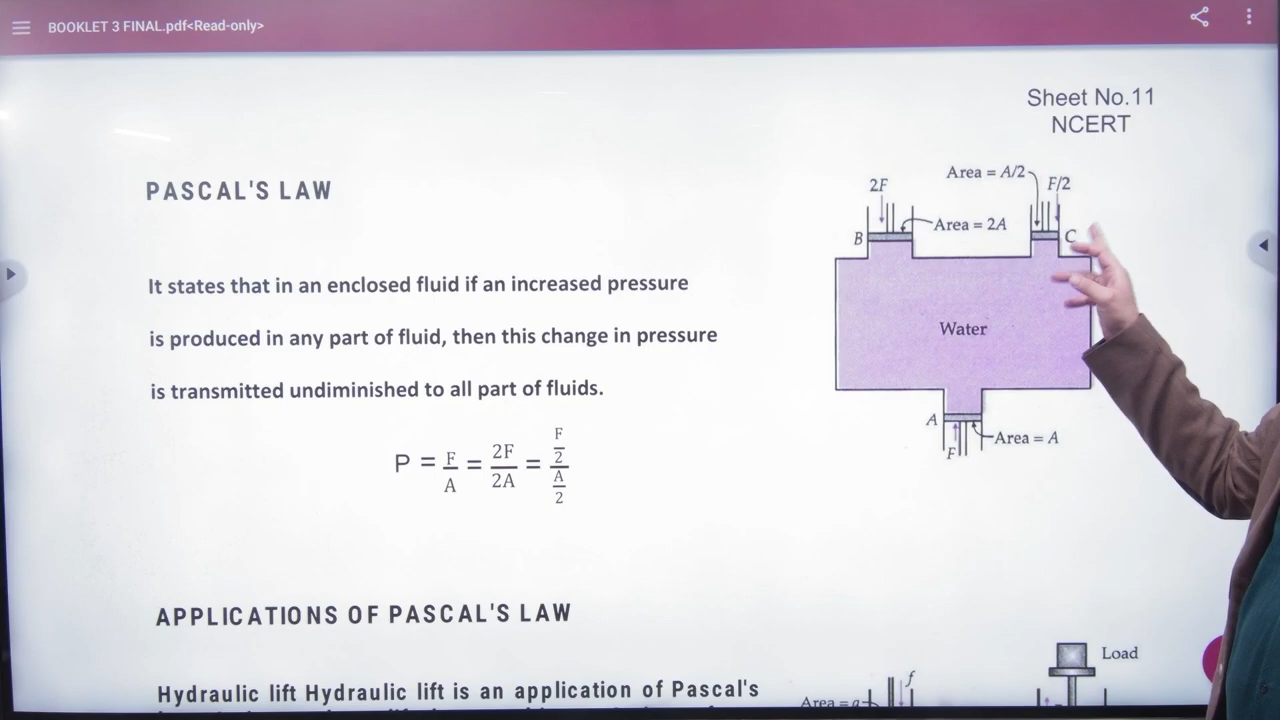 BOOKLET 3 FINAL.pdf<Read-only>
Sheet No.11
NCERT
PASCAL'S LAW
It states that in an enclosed fluid if an increased pressure
is produced in any part of fluid, then this change in pressure
is transmitted undiminished to all part of fluids.
P = F/A = 2F/2A = F/2 / A/2
Area = A/2
2F
F/2
Area = 2A
B
C
Water
A
Area = A
F
APPLICATIONS OF PASCAL'S LAW
Hydraulic lift Hydraulic lift is an application of Pascal's
f
Load
Area = a